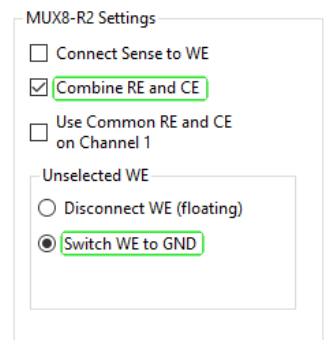 MUX8-R2 Settings
Connect Sense to WE
Combine RE and CE
Use Common RE and CE
on Channel 1
Unselected WE
Disconnect WE (floating)
Switch WE to GND